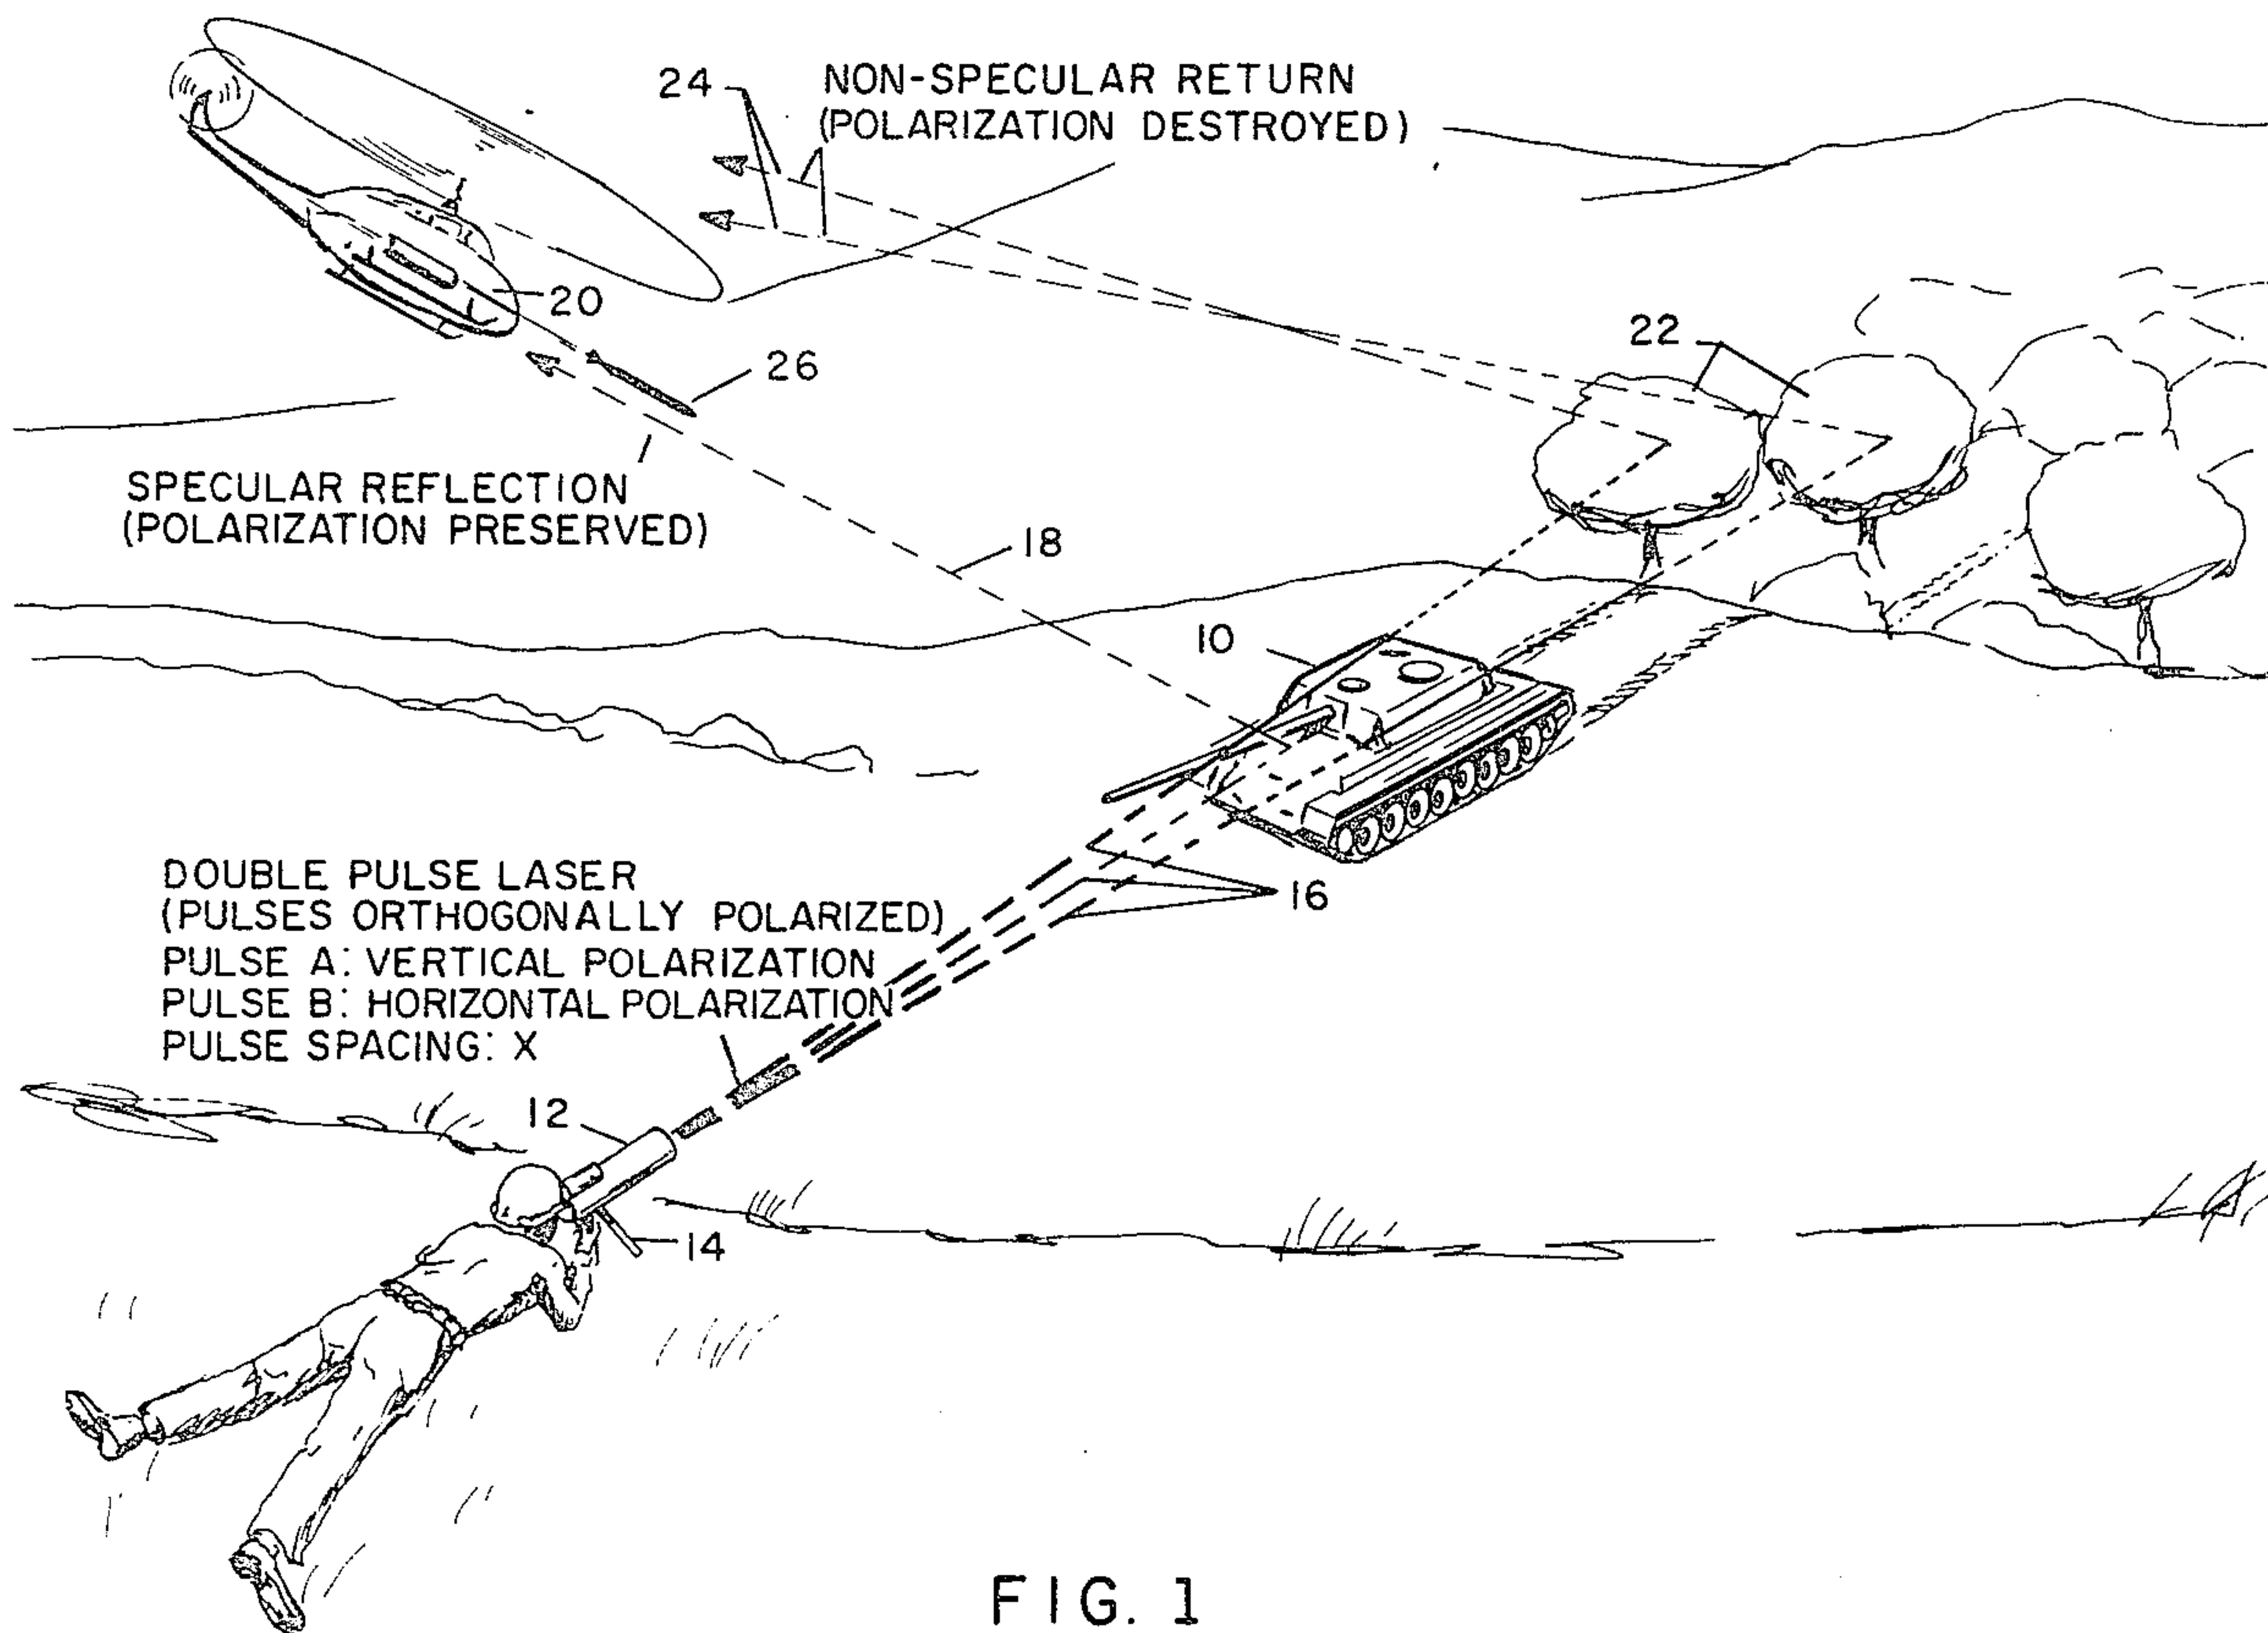 24
NON-SPECULAR RETURN
(POLARIZATION DESTROYED)
20
26
22
SPECULAR REFLECTION
(POLARIZATION PRESERVED)
18
10
DOUBLE PULSE LASER
(PULSES ORTHOGONALLY POLARIZED)
PULSE A: VERTICAL POLARIZATION
PULSE B: HORIZONTAL POLARIZATION
PULSE SPACING: X
16
12
14
FIG. 1